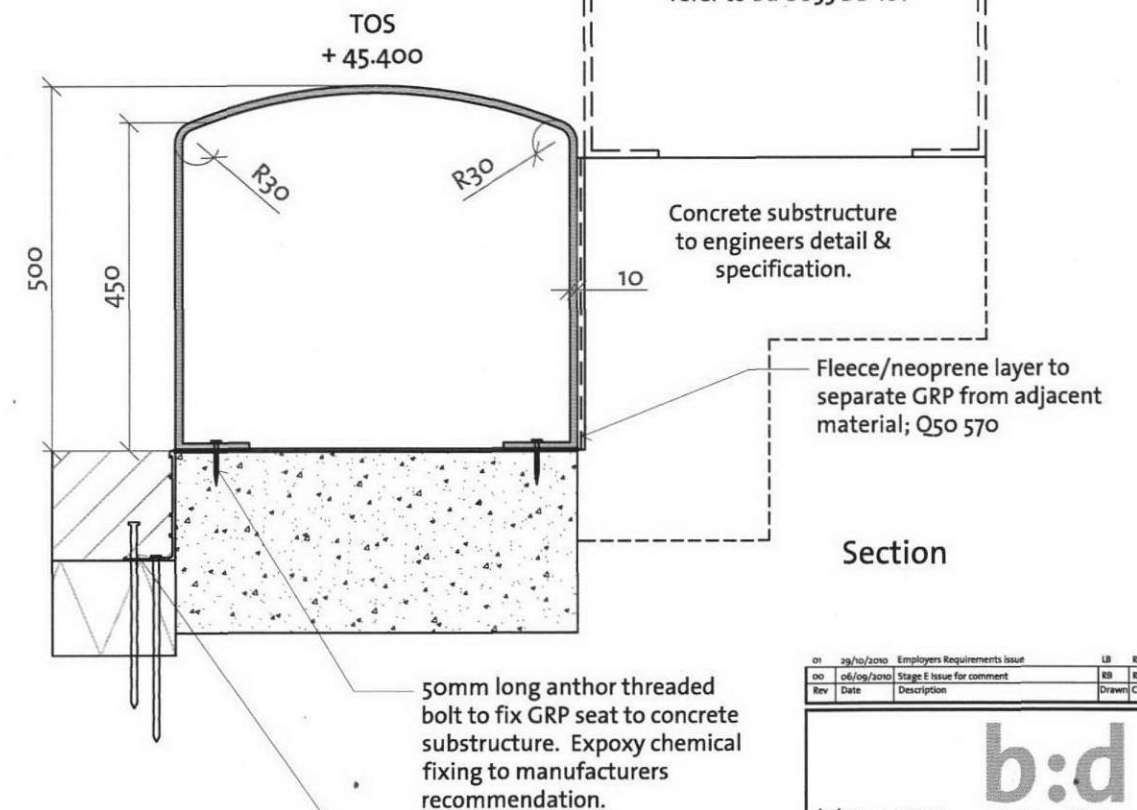 TOS
+ 45.400
R30
R30
500
450
10
Concrete substructure
to engineers detail &
specification.
Fleece/neoprene layer to
separate GRP from adjacent
material; Q50 570
Section
50mm long anthor threaded
bolt to fix GRP seat to concrete
substructure. Expoxy chemical
fixing to manufacturers
recommendation.
01 29/10/2010 Employers Requirements issue LB
00 06/09/2010 Stage E Issue for comment RB
Rev Date Description Drawn
b:d